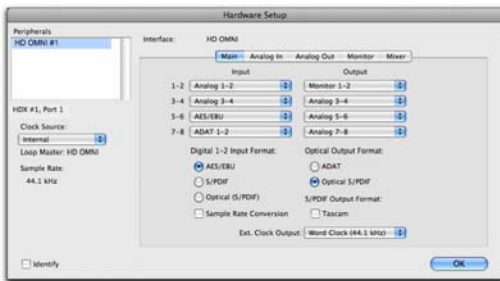 Hardware Setup
Peripherals
HD OMNI #1
Interface: HD OMNI
Main Analog In Analog Out Monitor Mixer
Input Output
1-2 Analog 1-2 Monitor 1-2
3-4 Analog 3-4 Analog 3-4
5-6 AES/EBU Analog 5-6
7-8 ADAT 1-2 Analog 7-8
HDX #1, Port 1
Clock Source:
Internal
Loop Master: HD OMNI
Sample Rate:
44.1 kHz
Digital 1-2 Input Format: Optical Output Format:
AES/EBU ADAT
S/PDIF Optical S/PDIF
Optical (S/PDIF) S/PDIF Output Format:
Sample Rate Conversion Tascam
Ext. Clock Output: Word Clock (44.1 kHz)
Identify OK